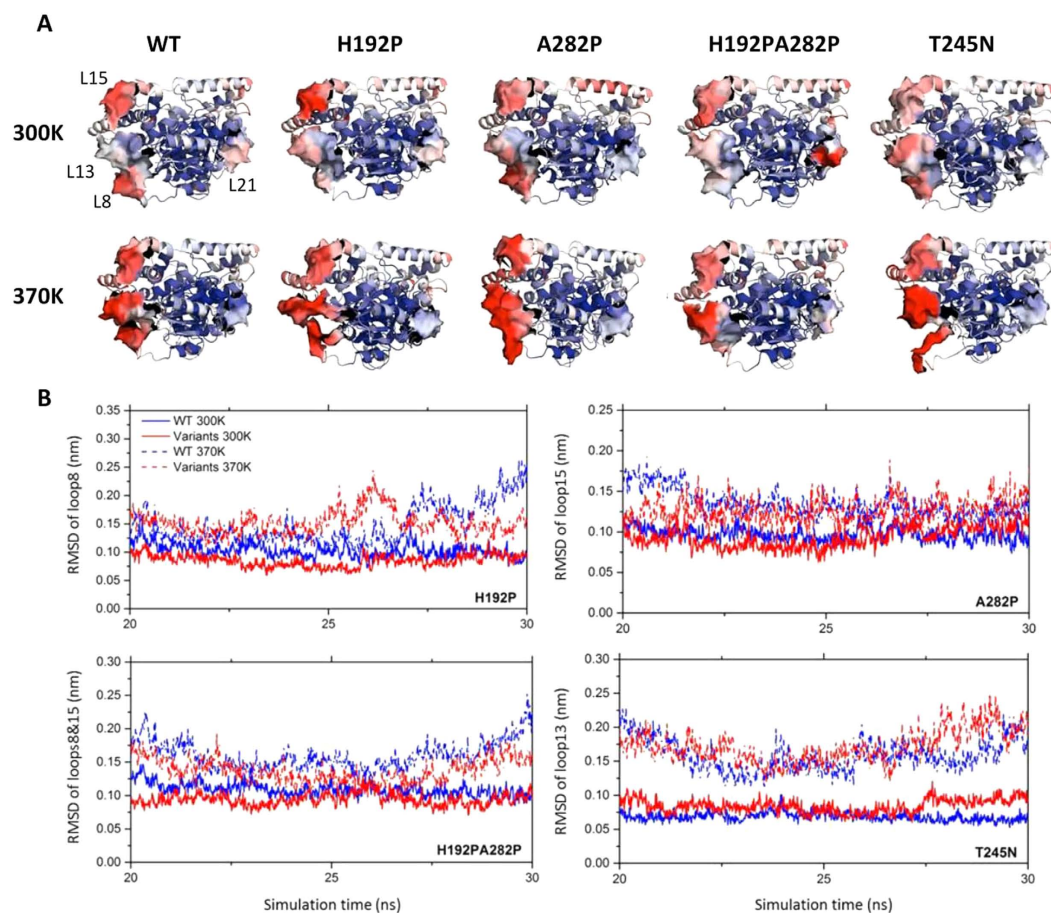 A
WT H192P A282P H192PA282P T245N
L15
300K
L13
L21
L8
370K
B
0.35
0.30
0.25
0.20
0.15
0.10
0.05
0.00
RMSD of loop8 (nm)
WT 300K
Variants 300K
WT 370K
Variants 370K
H192P
20 25 30
0.25
0.20
0.15
0.10
0.05
0.00
RMSD of loop15 (nm)
A282P
20 25 30
0.30
0.25
0.20
0.15
0.10
0.05
0.00
RMSD of loops8&15 (nm)
H192PA282P
20 25 30
Simulation time (ns)
0.30
0.25
0.20
0.15
0.10
0.05
0.00
RMSD of loop13 (nm)
T245N
20 25 30
Simulation time (ns)